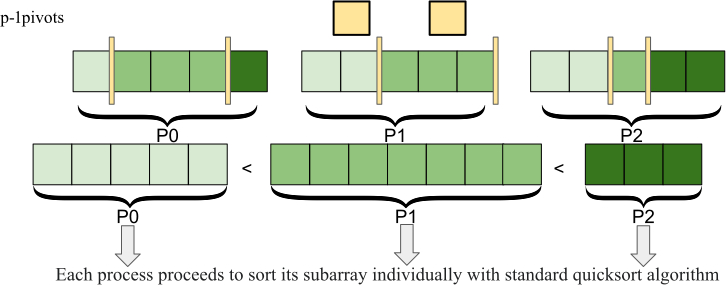 p-1pivots
P0 P1 P2
< <
P0 P1 P2
Each process proceeds to sort its subarray individually with standard quicksort algorithm